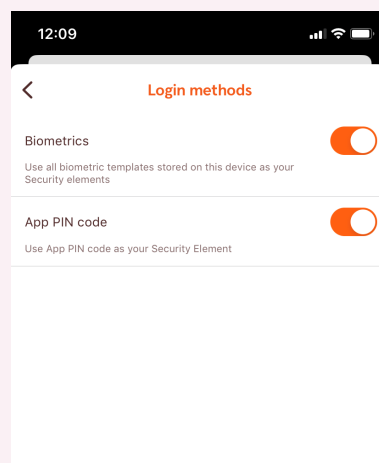 12:09
Login methods
Biometrics
Use all biometric templates stored on this device as your
Security elements
App PIN code
Use App PIN code as your Security Element